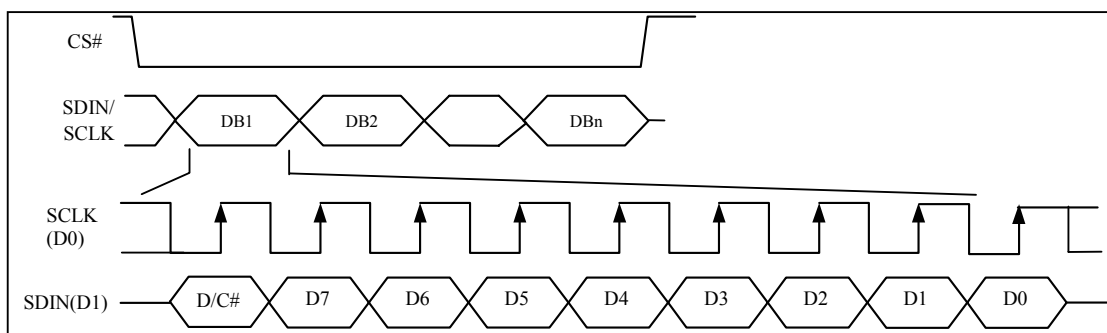 CS#
SDIN/
SCLK
DB1 DB2 DBn
SCLK
(D0)
SDIN(D1) D/C# D7 D6 D5 D4 D3 D2 D1 D0